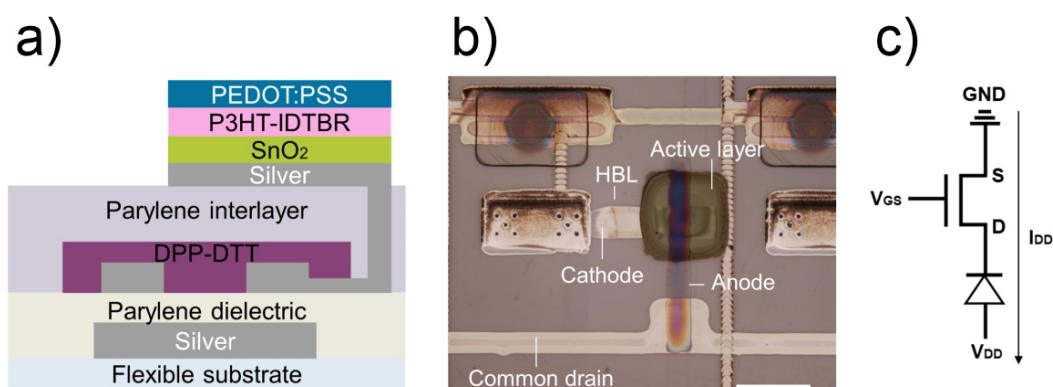 a)
PEDOT:PSS
P3HT-IDTBR
SnO₂
Silver
Parylene interlayer
DPP-DTT
Parylene dielectric
Silver
Flexible substrate
b)
Active layer
HBL
Cathode
Anode
Common drain
c)
GND
S
VGS
D
IDD
VDD